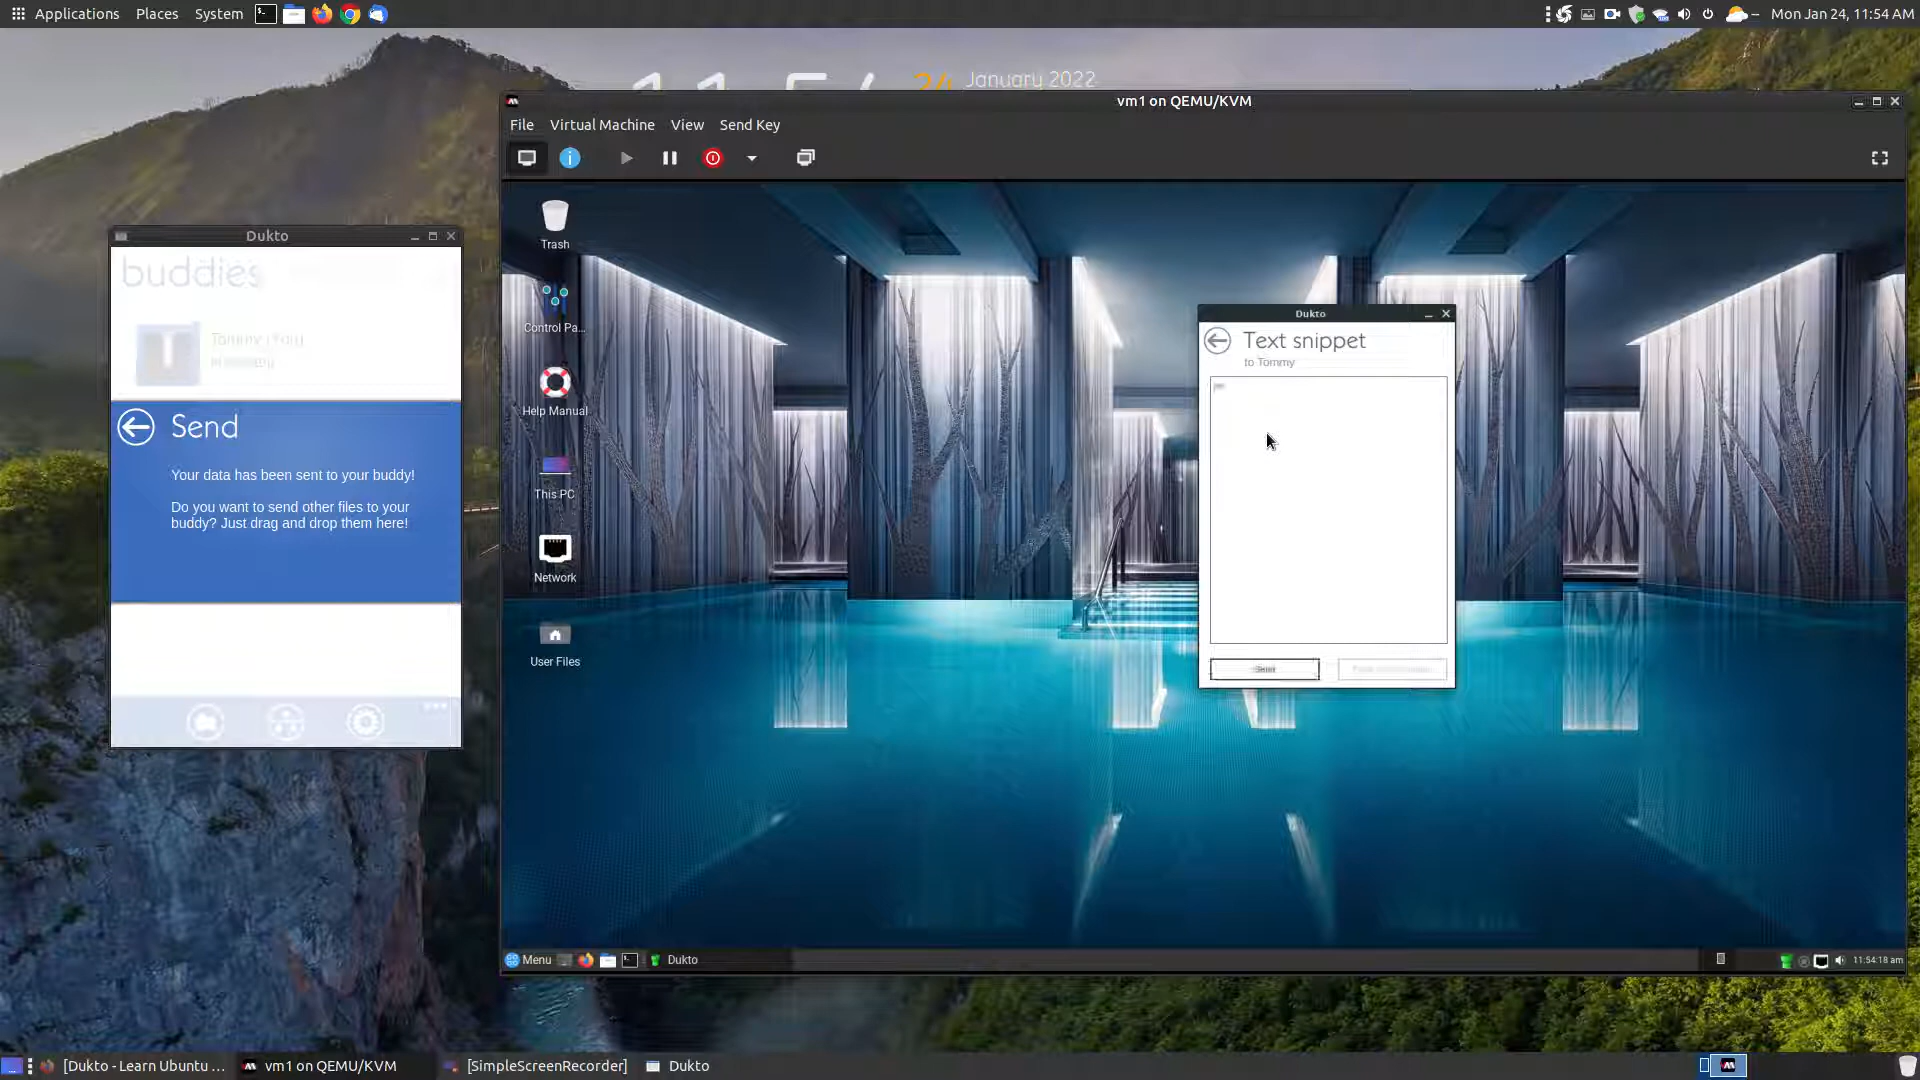 Applications Places System
Mon Jan 24, 11:54 AM
24 January 2022
vm1 on QEMU/KVM
File Virtual Machine View Send Key
Trash
Control Pa...
Help Manual
This PC
Network
User Files
Dukto
buddies
Send
Your data has been sent to your buddy!
Do you want to send other files to your
buddy? Just drag and drop them here!
Dukto
Text snippet
to Tommy
Send
Menu
Dukto
11:54:18 am
[Dukto - Learn Ubuntu ...
vm1 on QEMU/KVM
[SimpleScreenRecorder]
Dukto